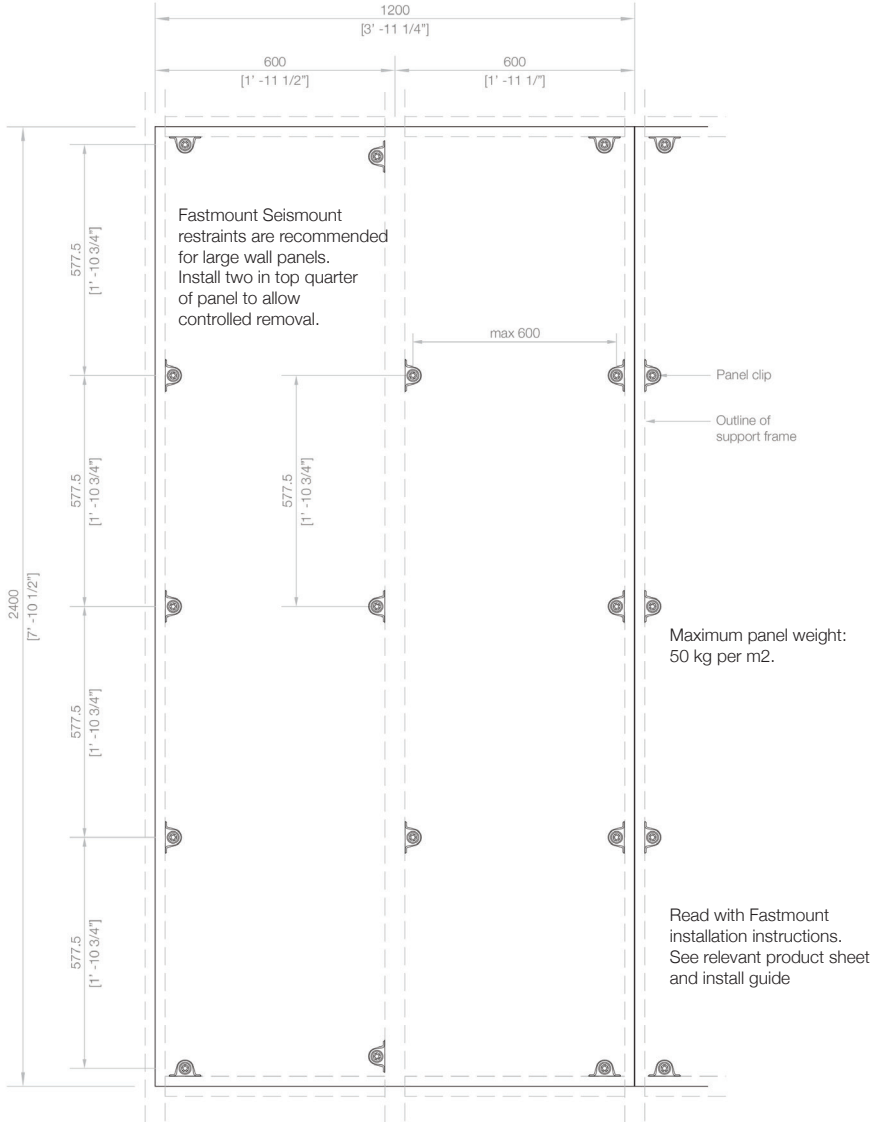 1200
[3' -11 1/4"]
600
[1' -11 1/2"]
600
[1' -11 1/"]
577.5
[1' -10 3/4"]
Fastmount Seismount
restraints are recommended
for large wall panels.
Install two in top quarter
of panel to allow
controlled removal.
max 600
Panel clip
Outline of
support frame
577.5
[1' -10 3/4"]
577.5
[1' -10 3/4"]
2400
[7' -10 1/2"]
Maximum panel weight:
50 kg per m2.
577.5
[1' -10 3/4"]
577.5
[1' -10 3/4"]
Read with Fastmount
installation instructions.
See relevant product sheet
and install guide